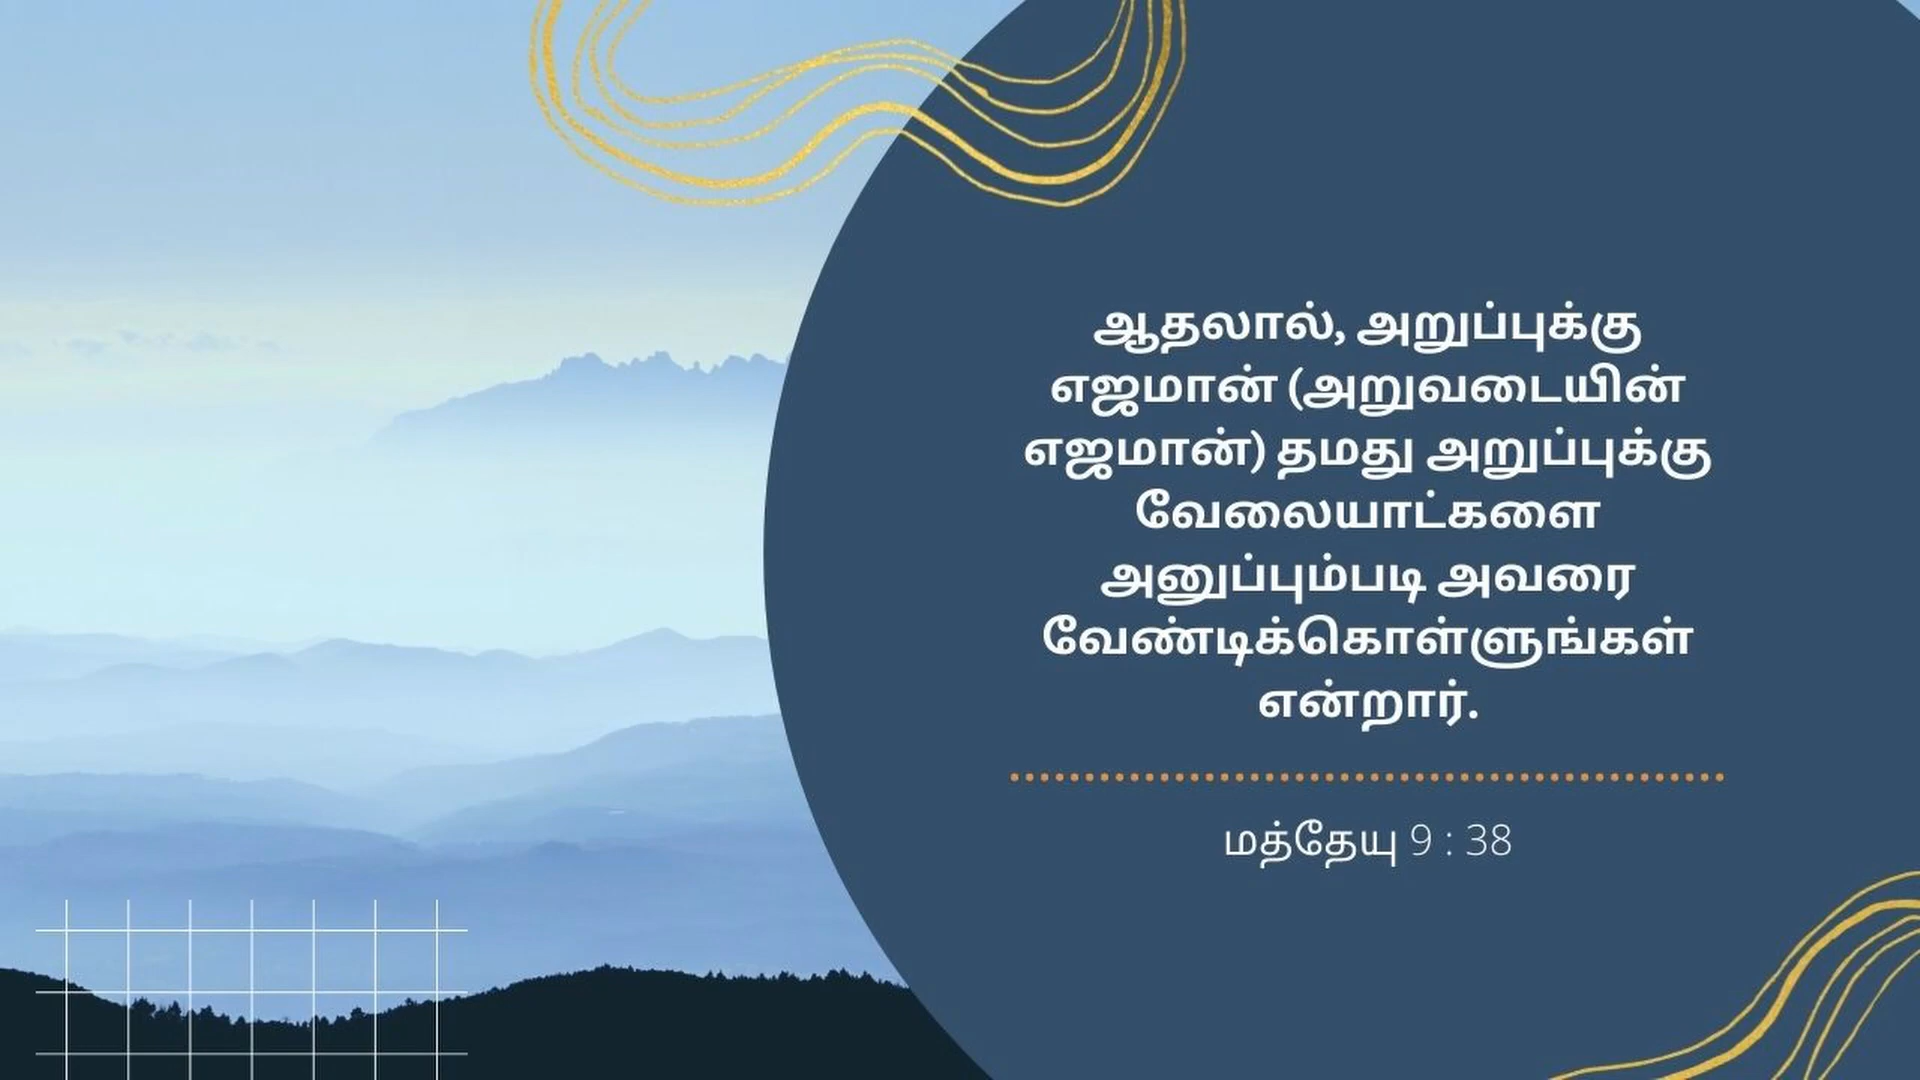 ஆதலால், அறுப்புக்கு
எஜமான் (அறுவடையின்
எஜமான்) தமது அறுப்புக்கு
வேலையாட்களை
அனுப்பும்படி அவரை
வேண்டிக்கொள்ளுங்கள்
என்றார்.
மத்தேயு 9 : 38